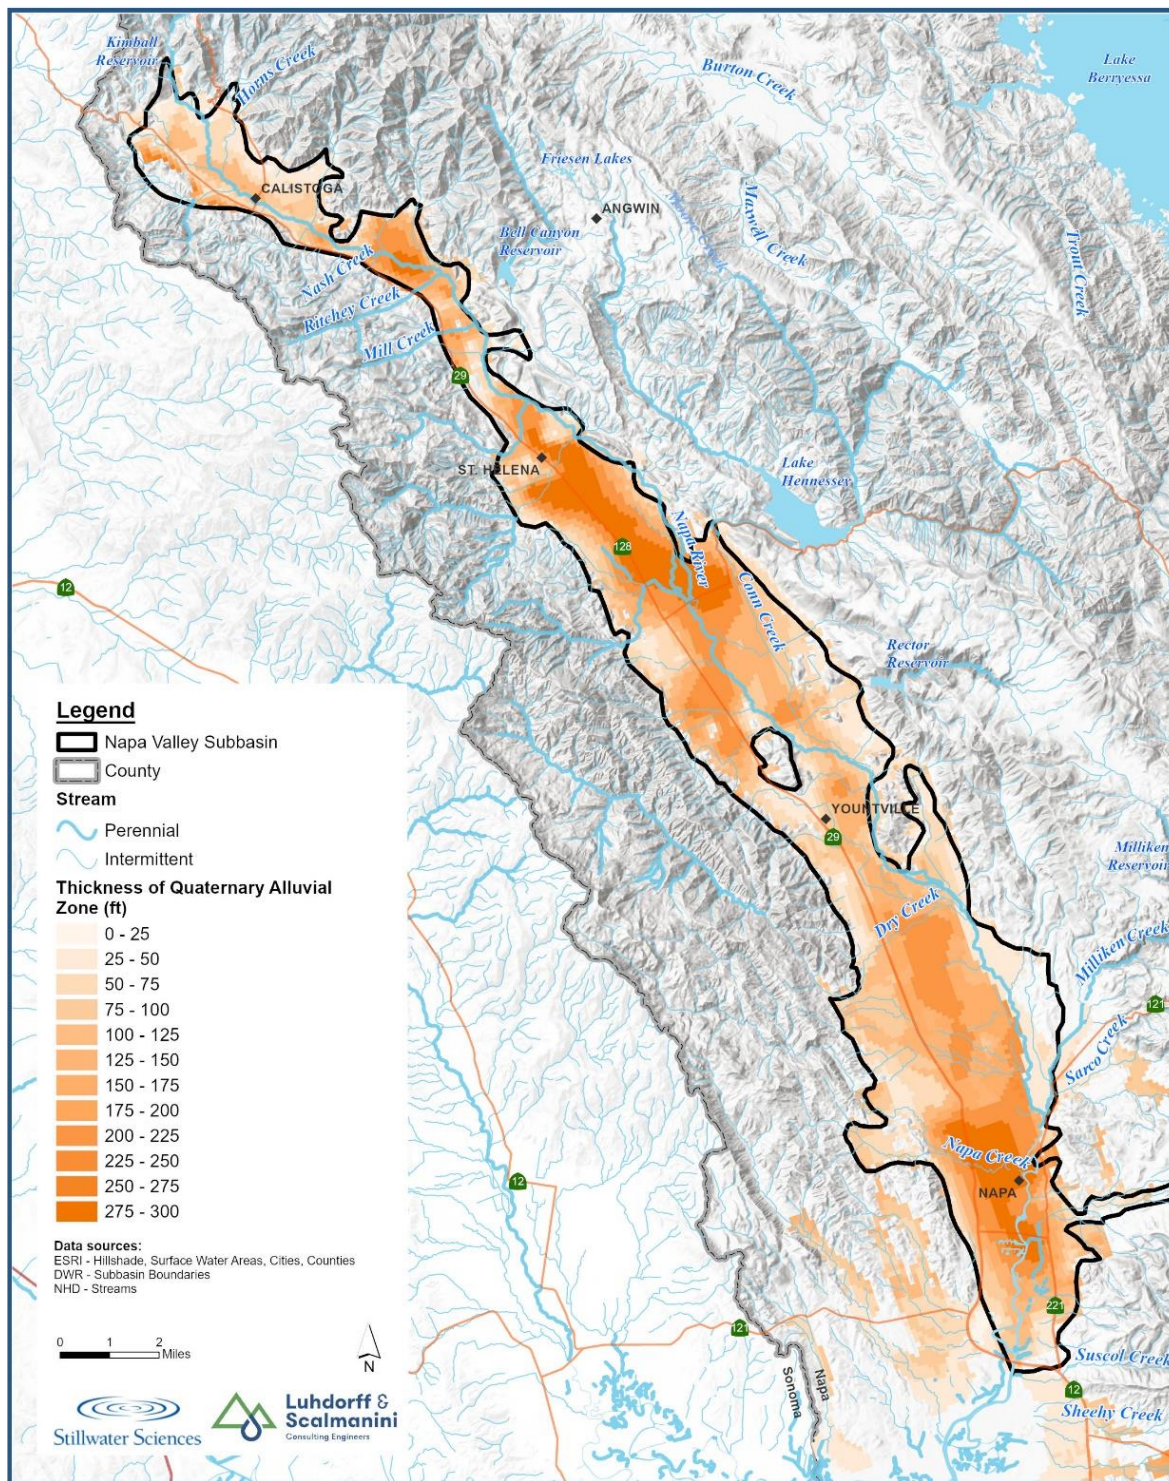 Kimball
Reservoir
Horns Creek
Burton Creek
Lake
Berryessa
CALISTOGA
Friesen Lakes
ANGWIN
Maxwell Creek
Moore Creek
Bell Canyon
Reservoir
Trout Creek
Nash Creek
Ritchey Creek
Mill Creek
29
ST. HELENA
Lake
Hennessey
Napa River
128
12
Conn Creek
Rector
Reservoir
YOUNTVILLE
29
Milliken
Reservoir
Dry Creek
Milliken Creek
121
Sarco Creek
Napa Creek
NAPA
12
221
121
Suscol Creek
12
Sheehy Creek
Sonoma
Napa
Legend
Napa Valley Subbasin
County
Stream
Perennial
Intermittent
Thickness of Quaternary Alluvial
Zone (ft)
0 - 25
25 - 50
50 - 75
75 - 100
100 - 125
125 - 150
150 - 175
175 - 200
200 - 225
225 - 250
250 - 275
275 - 300
Data sources:
ESRI - Hillshade, Surface Water Areas, Cities, Counties
DWR - Subbasin Boundaries
NHD - Streams
0 1 2
Miles
N
Stillwater Sciences
Luhdorff &
Scalmanini
Consulting Engineers